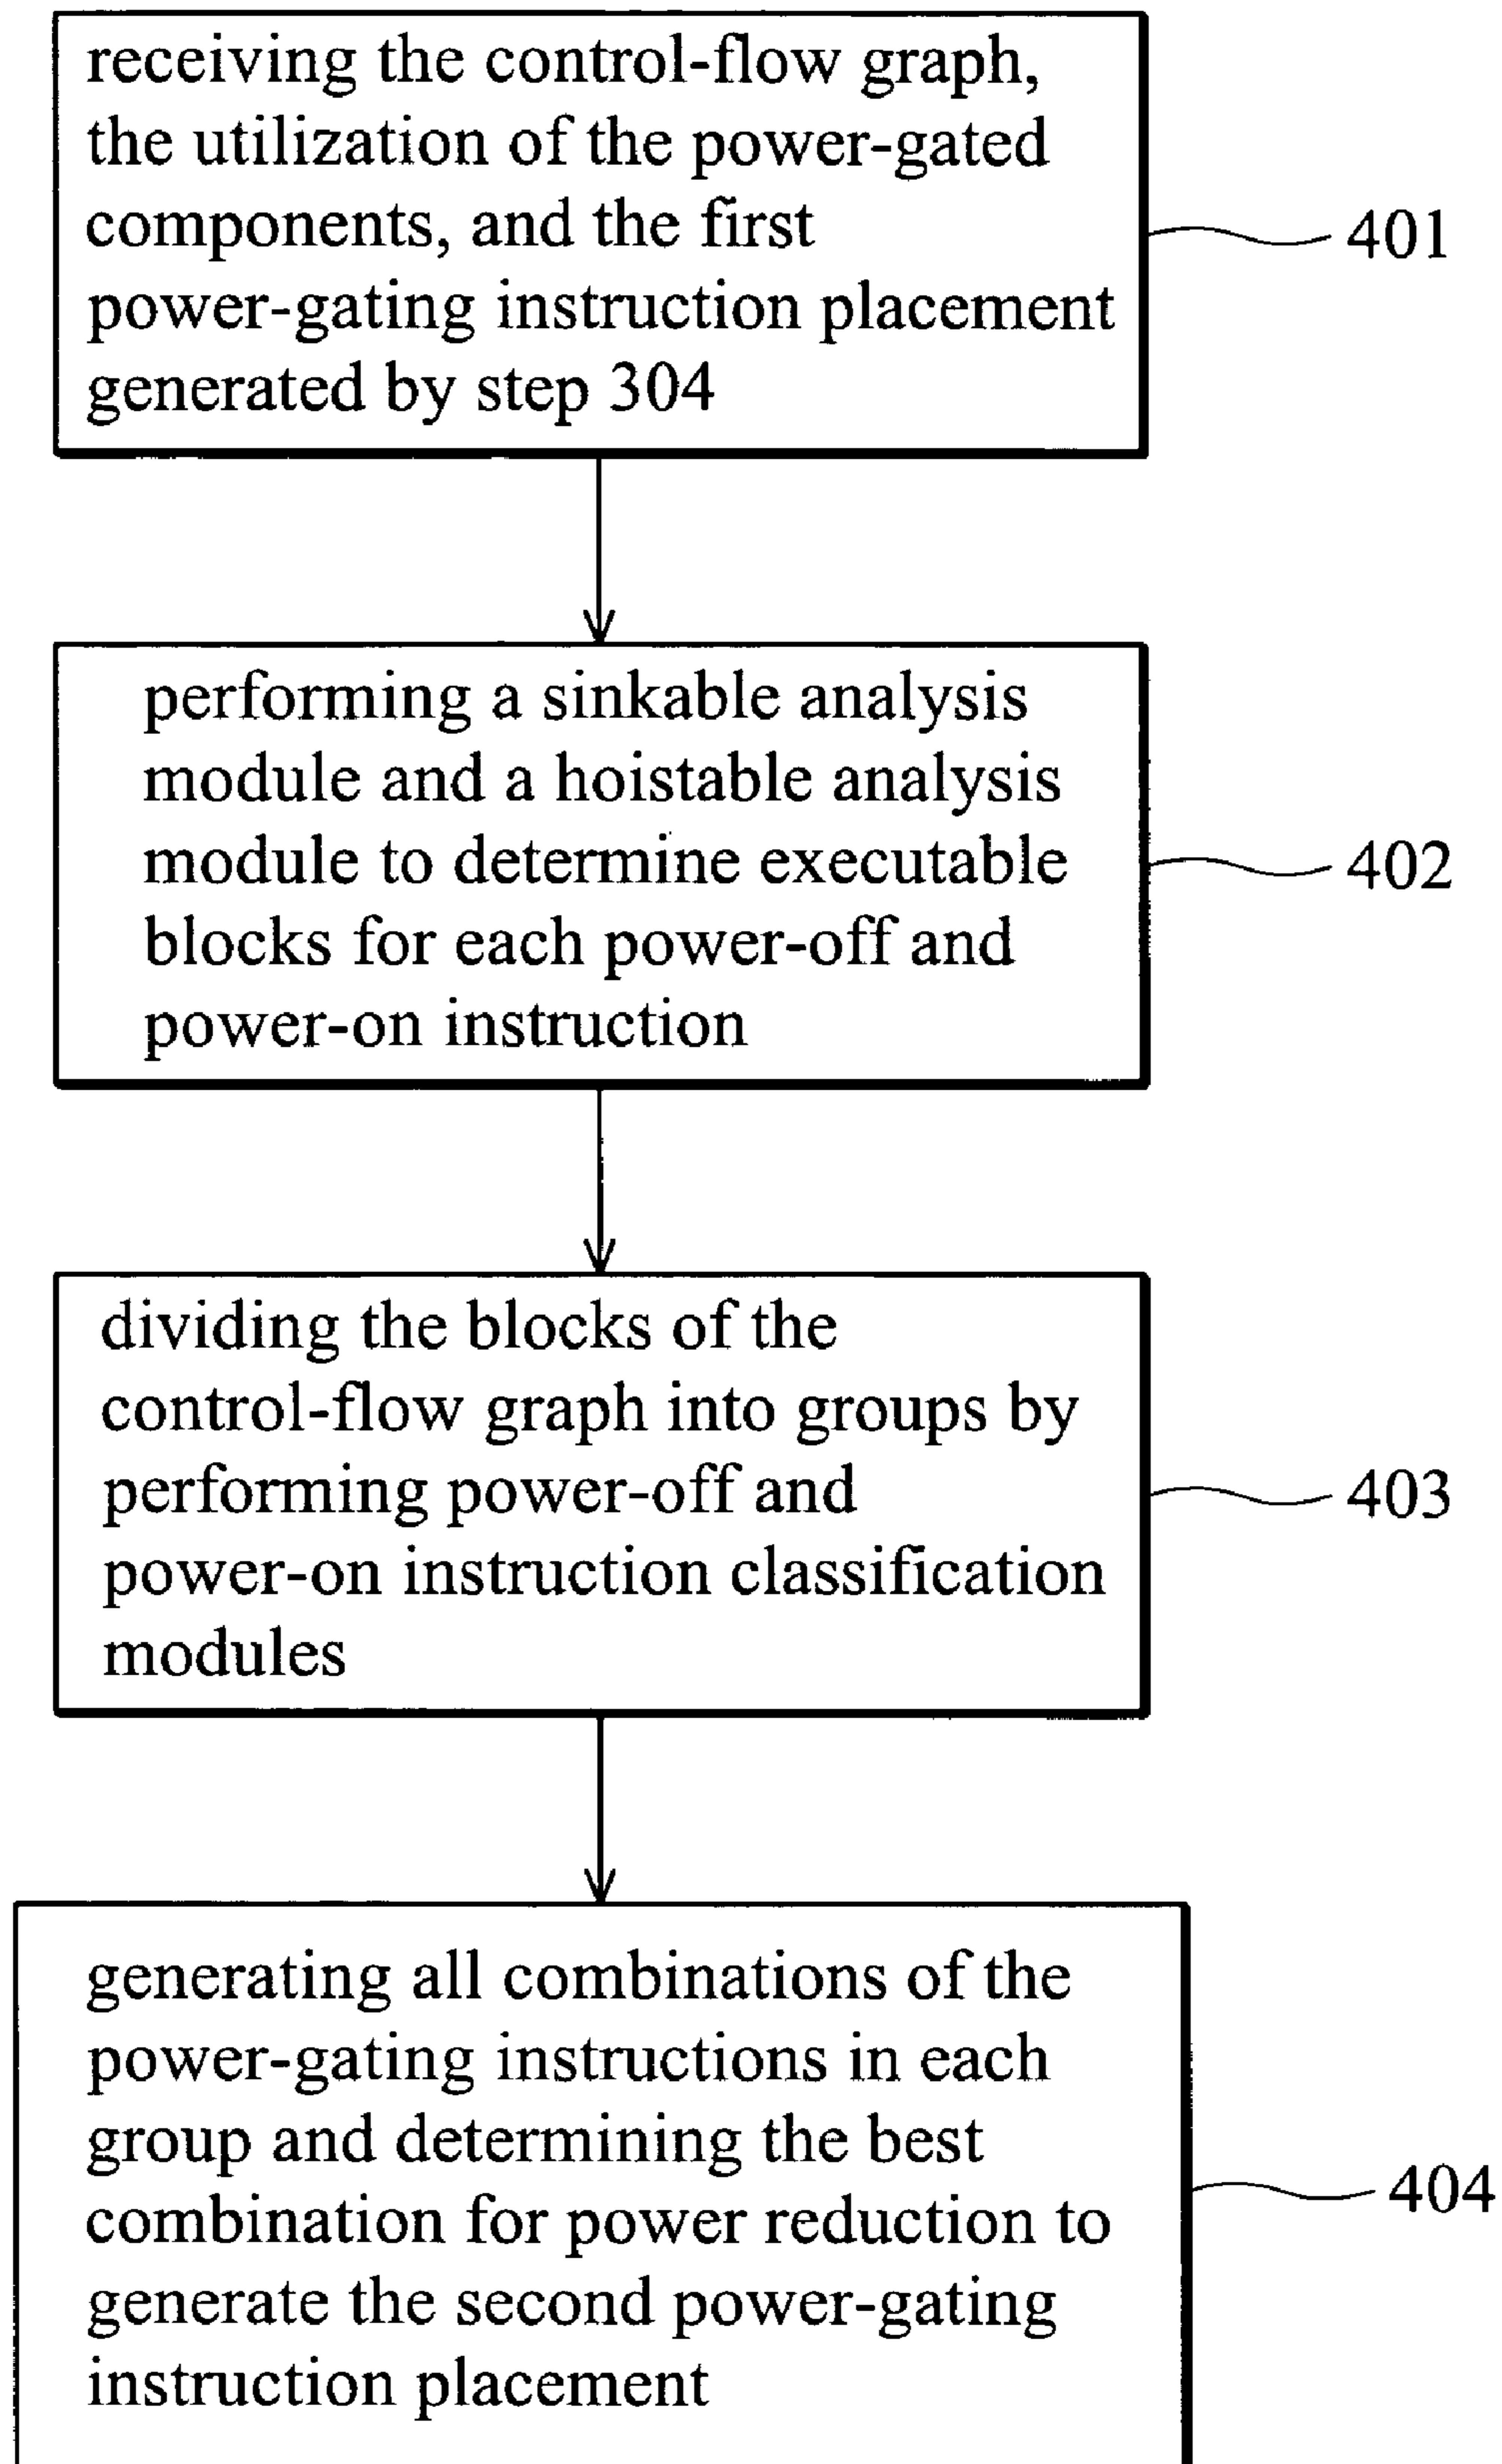 receiving the control-flow graph,
the utilization of the power-gated
components, and the first
power-gating instruction placement
generated by step 304
401
performing a sinkable analysis
module and a hoistable analysis
module to determine executable
blocks for each power-off and
power-on instruction
402
dividing the blocks of the
control-flow graph into groups by
performing power-off and
power-on instruction classification
modules
403
generating all combinations of the
power-gating instructions in each
group and determining the best
combination for power reduction to
generate the second power-gating
instruction placement
404